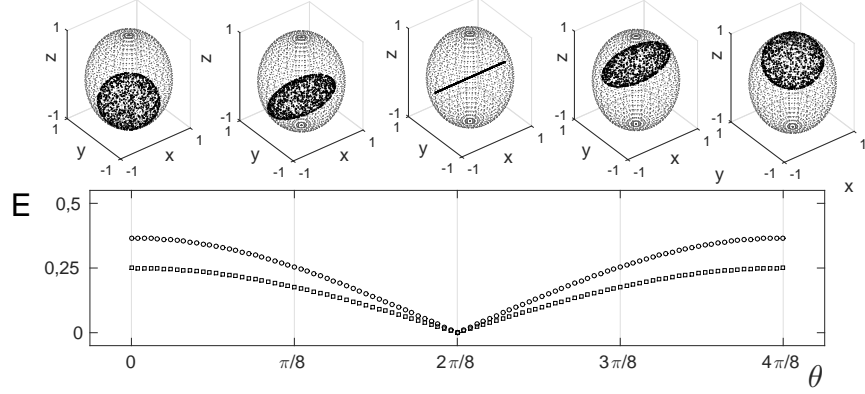 1 1 1 1 1
z z z z z
-1 -1 -1 -1 -1
1 1 1 1 1
1 1 1 1 1
y y y y y
x x x x x
-1 -1 -1 -1 -1 -1 -1 -1 -1 -1
E
0,5
0,25
0
0 π/8 2π/8 3π/8 4π/8
θ